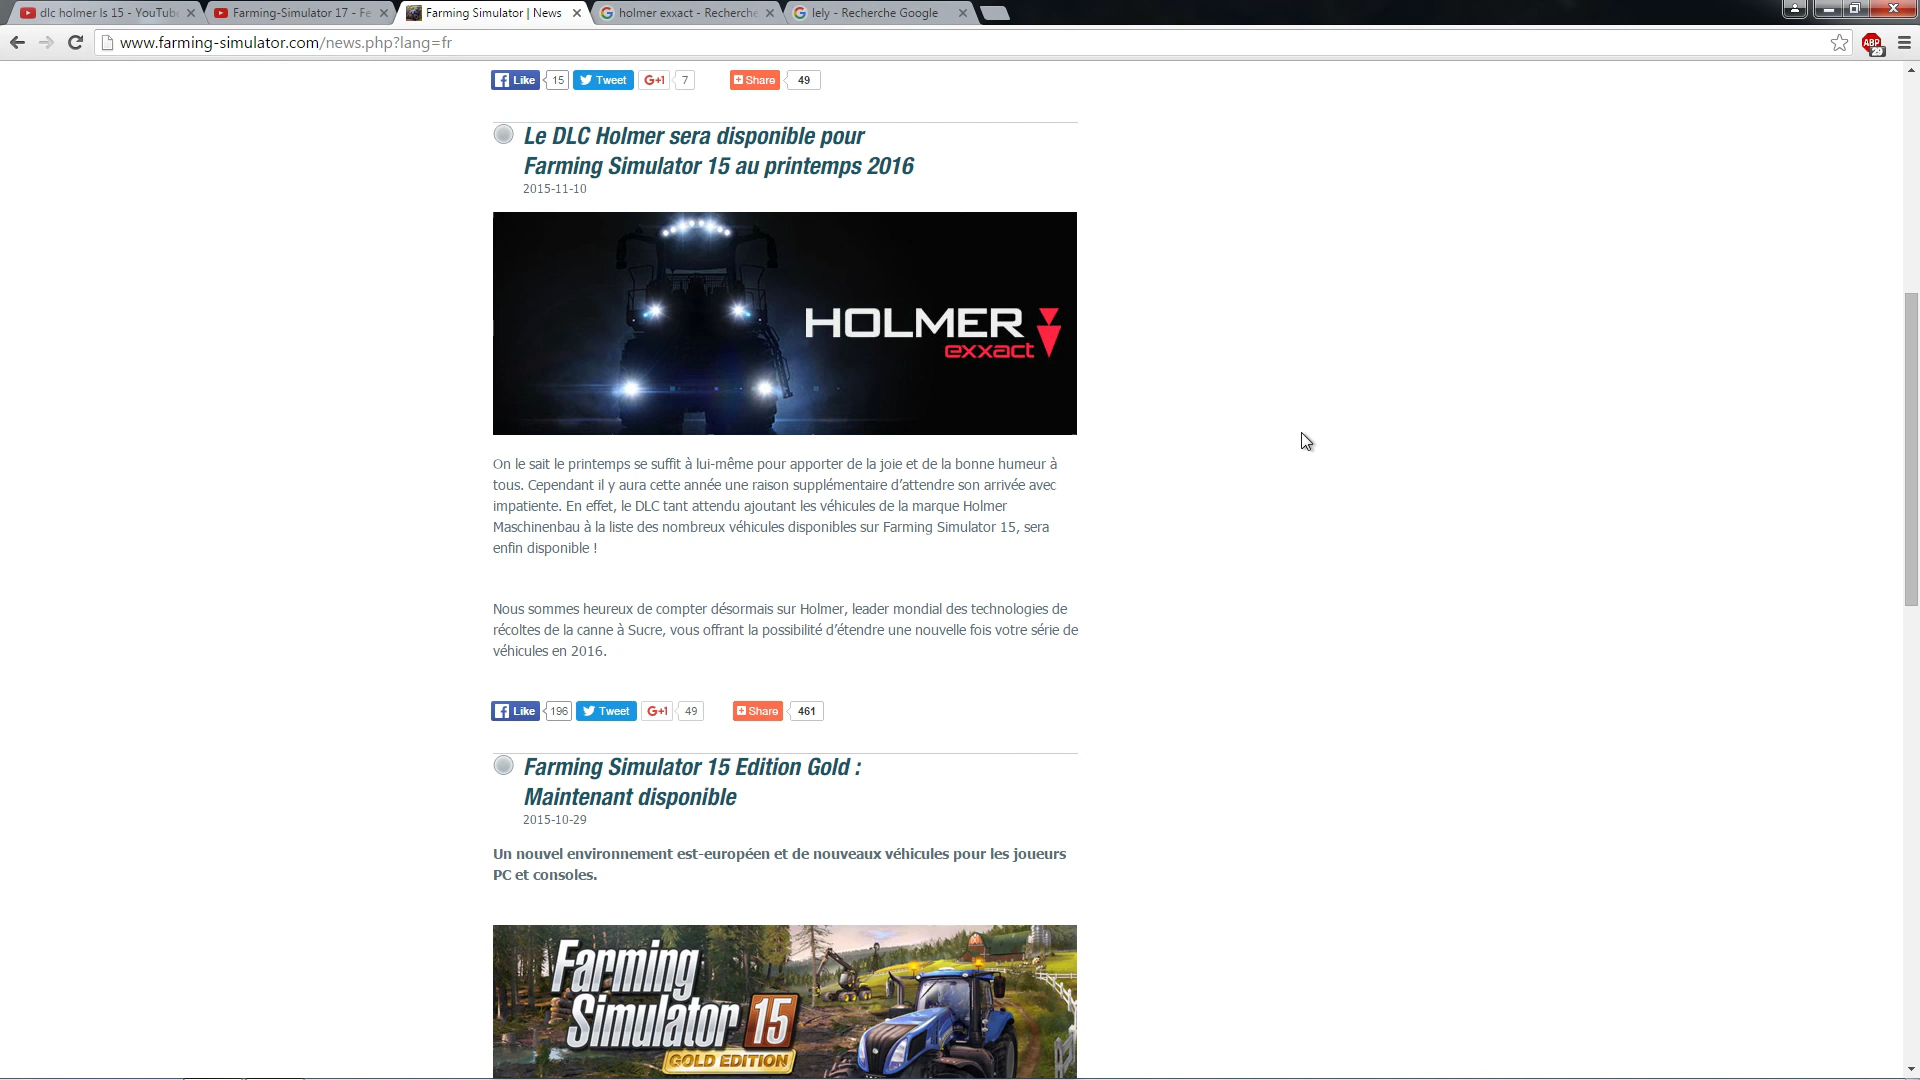 dlc holmer ls 15 - YouTube
Farming-Simulator 17 - Fe
Farming Simulator | News
holmer exxact - Recherche
lely - Recherche Google
www.farming-simulator.com/news.php?lang=fr
ABP
29
Like 15 Tweet G+1 7 Share 49
Le DLC Holmer sera disponible pour
Farming Simulator 15 au printemps 2016
2015-11-10
HOLMER
exxact
On le sait le printemps se suffit à lui-même pour apporter de la joie et de la bonne humeur à
tous. Cependant il y aura cette année une raison supplémentaire d’attendre son arrivée avec
impatiente. En effet, le DLC tant attendu ajoutant les véhicules de la marque Holmer
Maschinenbau à la liste des nombreux véhicules disponibles sur Farming Simulator 15, sera
enfin disponible !
Nous sommes heureux de compter désormais sur Holmer, leader mondial des technologies de
récoltes de la canne à Sucre, vous offrant la possibilité d’étendre une nouvelle fois votre série de
véhicules en 2016.
Like 196 Tweet G+1 49 Share 461
Farming Simulator 15 Edition Gold :
Maintenant disponible
2015-10-29
Un nouvel environnement est-européen et de nouveaux véhicules pour les joueurs
PC et consoles.
Farming
Simulator 15
GOLD EDITION